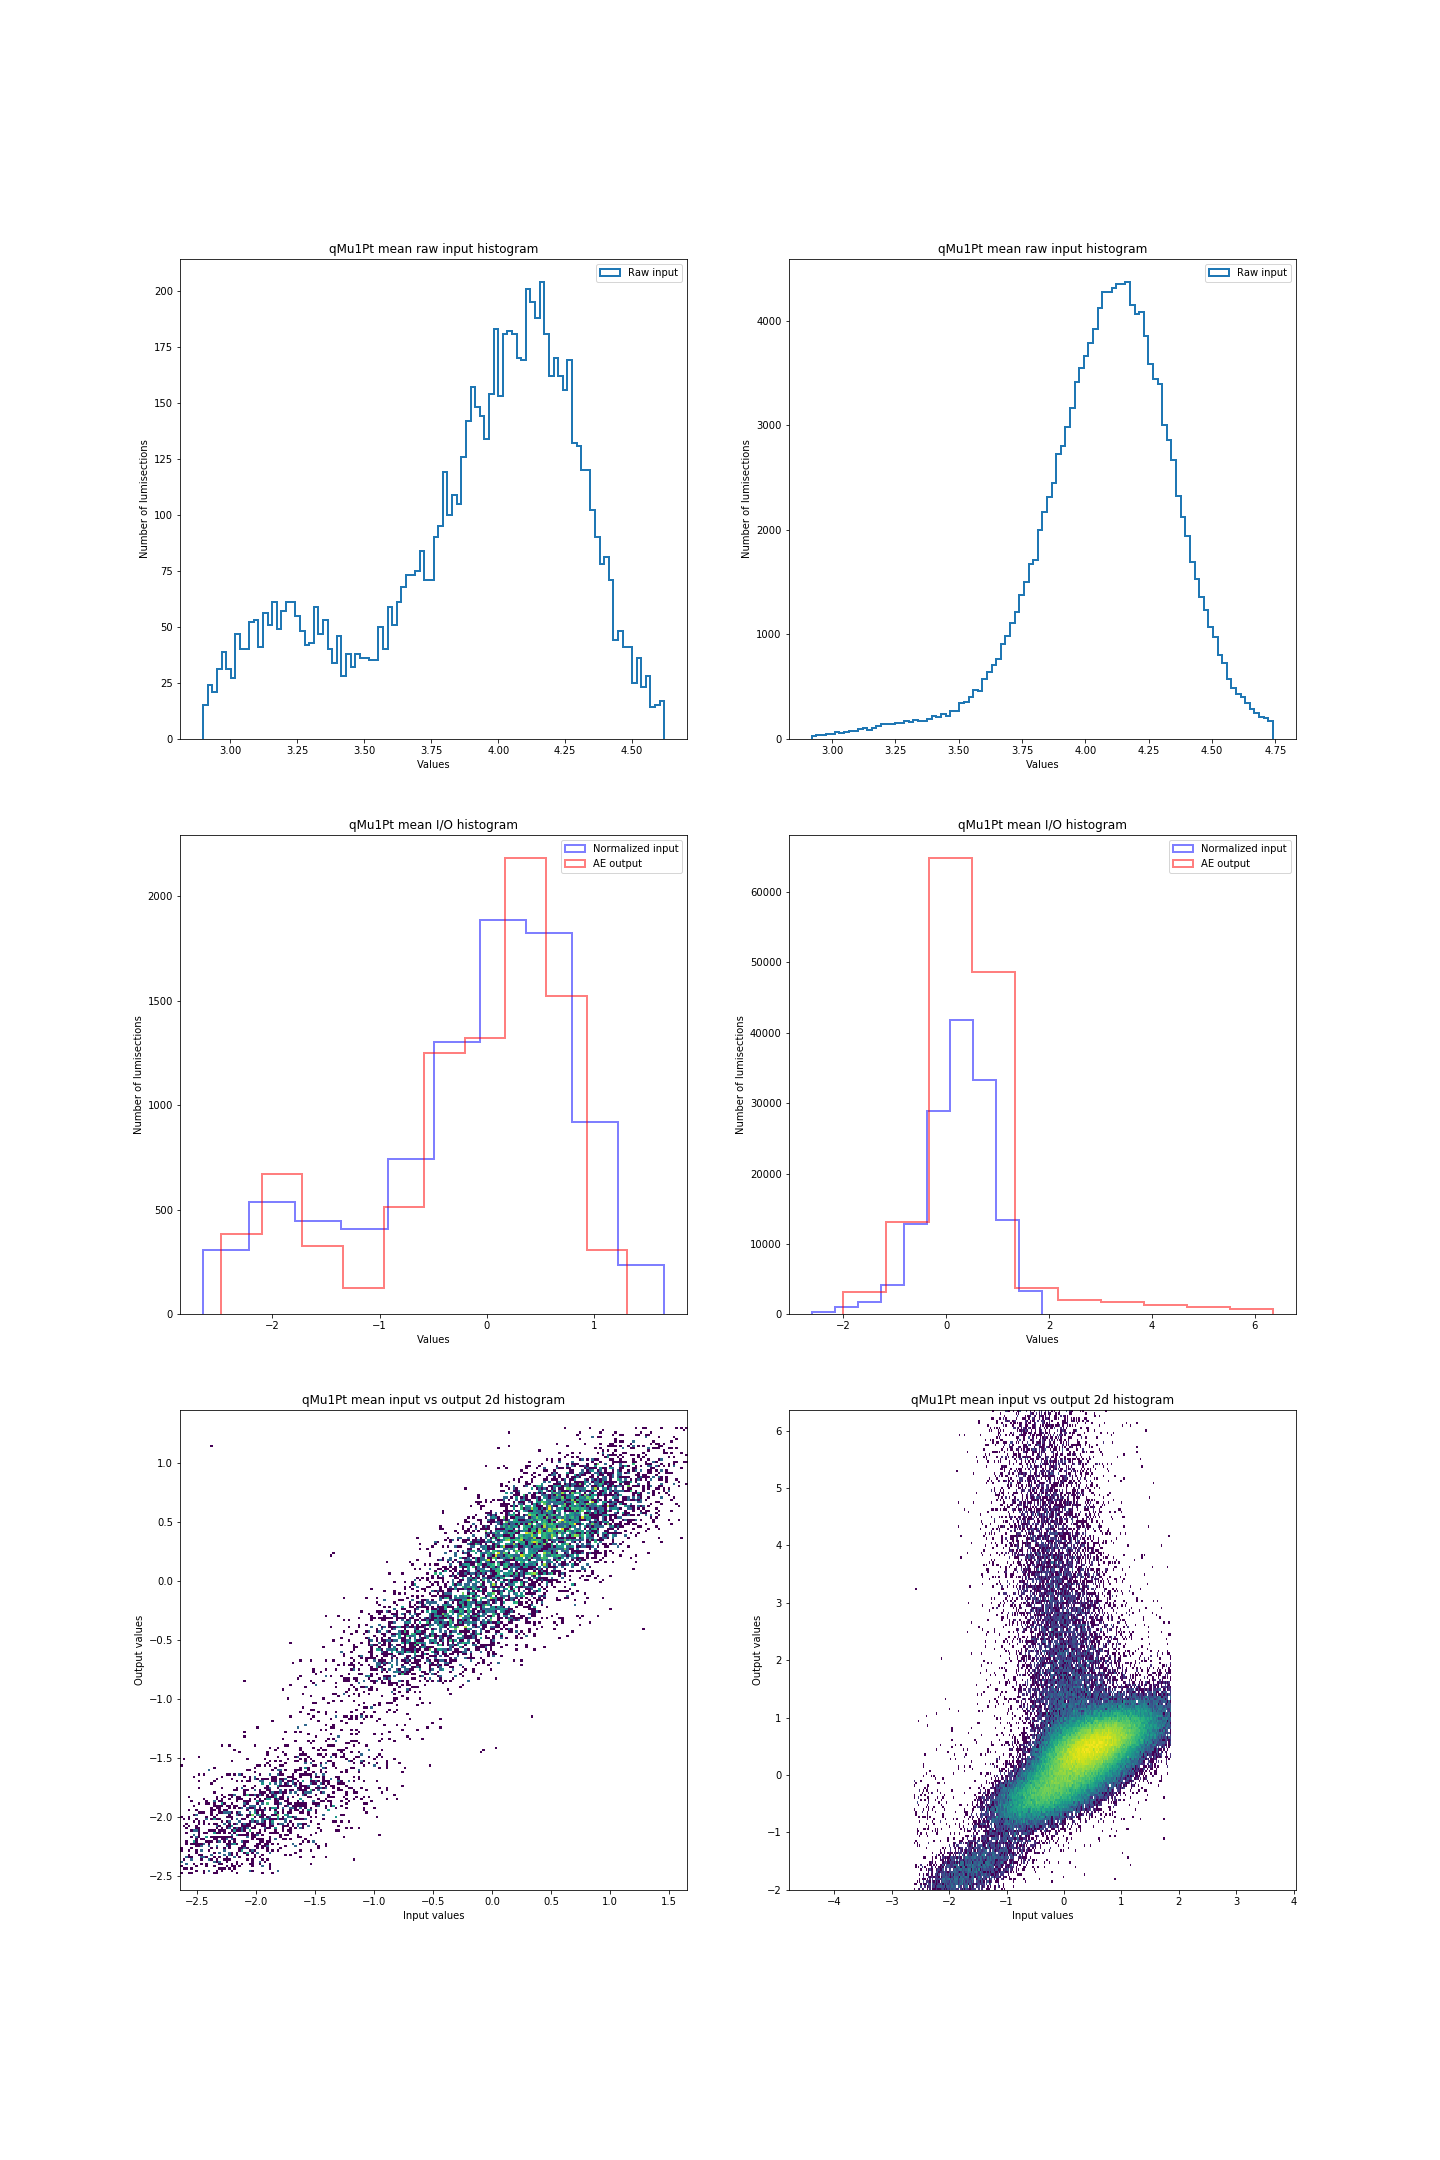 qMu1Pt mean raw input histogram
Raw input
200
175
150
125
100
75
50
25
0
Number of lumisections
3.00 3.25 3.50 3.75 4.00 4.25 4.50
Values
qMu1Pt mean raw input histogram
Raw input
4000
3000
2000
1000
0
Number of lumisections
3.00 3.25 3.50 3.75 4.00 4.25 4.50 4.75
Values
qMu1Pt mean I/O histogram
Normalized input
AE output
2000
1500
1000
500
0
Number of lumisections
−2 −1 0 1
Values
qMu1Pt mean I/O histogram
Normalized input
AE output
60000
50000
40000
30000
20000
10000
0
Number of lumisections
−2 0 2 4 6
Values
qMu1Pt mean input vs output 2d histogram
1.0
0.5
0.0
−0.5
−1.0
−1.5
−2.0
−2.5
Output values
−2.5 −2.0 −1.5 −1.0 −0.5 0.0 0.5 1.0 1.5
Input values
qMu1Pt mean input vs output 2d histogram
6
5
4
3
2
1
0
−1
−2
Output values
−4 −3 −2 −1 0 1 2 3 4
Input values